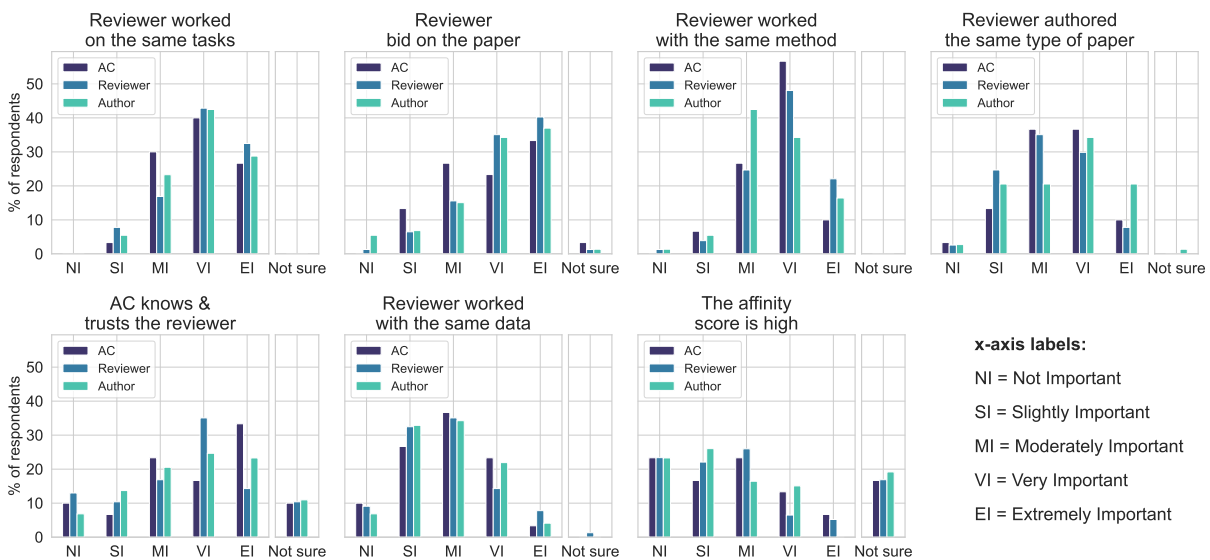 Reviewer worked
on the same tasks
Reviewer
bid on the paper
Reviewer worked
with the same method
Reviewer authored
the same type of paper
% of respondents
50
40
30
20
10
0
AC
Reviewer
Author
AC
Reviewer
Author
AC
Reviewer
Author
AC
Reviewer
Author
NI SI MI VI EI Not sure
NI SI MI VI EI Not sure
NI SI MI VI EI Not sure
NI SI MI VI EI Not sure
AC knows &
trusts the reviewer
Reviewer worked
with the same data
The affinity
score is high
% of respondents
50
40
30
20
10
0
AC
Reviewer
Author
AC
Reviewer
Author
AC
Reviewer
Author
NI SI MI VI EI Not sure
NI SI MI VI EI Not sure
NI SI MI VI EI Not sure
x-axis labels:
NI = Not Important
SI = Slightly Important
MI = Moderately Important
VI = Very Important
EI = Extremely Important